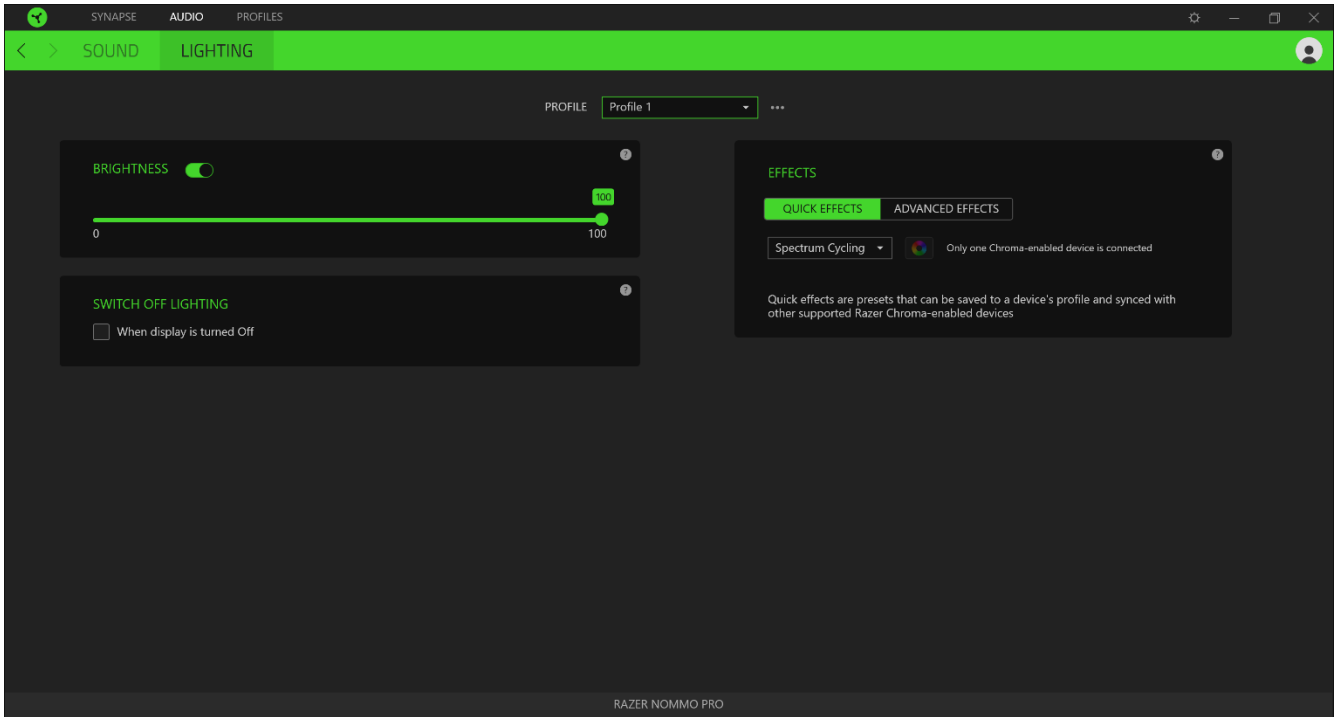 SYNAPSE AUDIO PROFILES
SOUND LIGHTING
PROFILE Profile 1
BRIGHTNESS
100
0 100
SWITCH OFF LIGHTING
When display is turned Off
EFFECTS
QUICK EFFECTS ADVANCED EFFECTS
Spectrum Cycling Only one Chroma-enabled device is connected
Quick effects are presets that can be saved to a device's profile and synced with
other supported Razer Chroma-enabled devices
RAZER NOMMO PRO